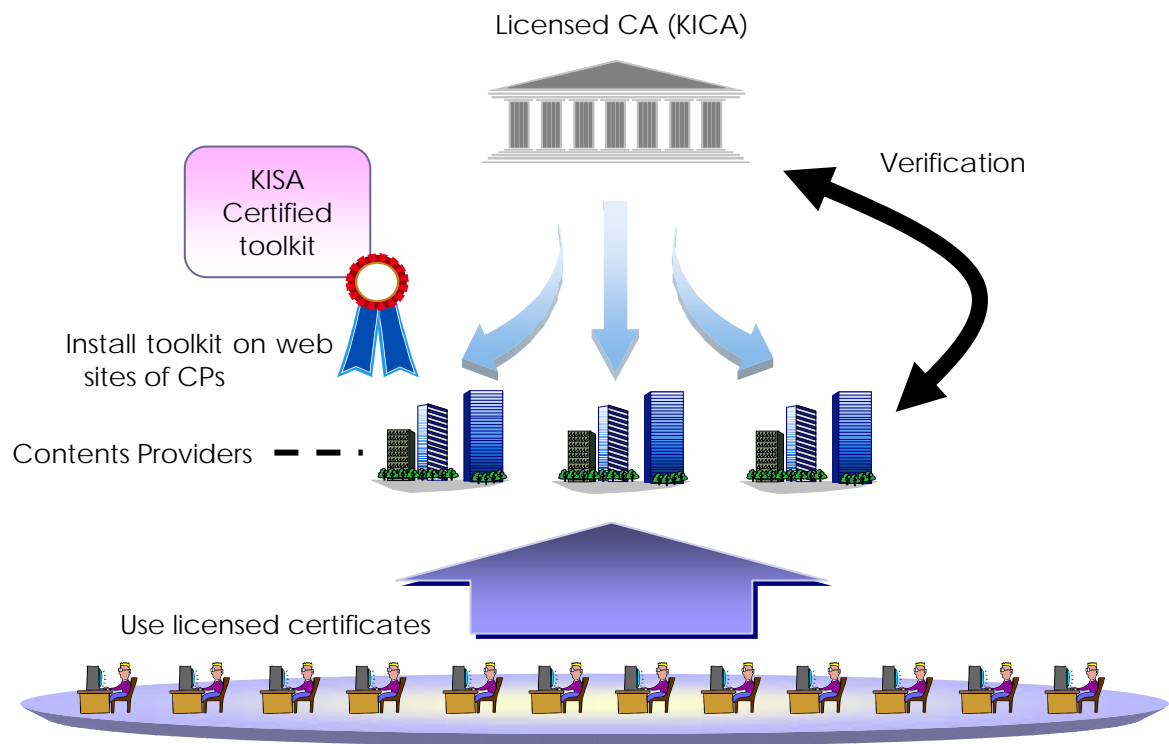 Licensed CA (KICA)
Verification
KISA
Certified
toolkit
Install toolkit on web
sites of CPs
Contents Providers
Use licensed certificates